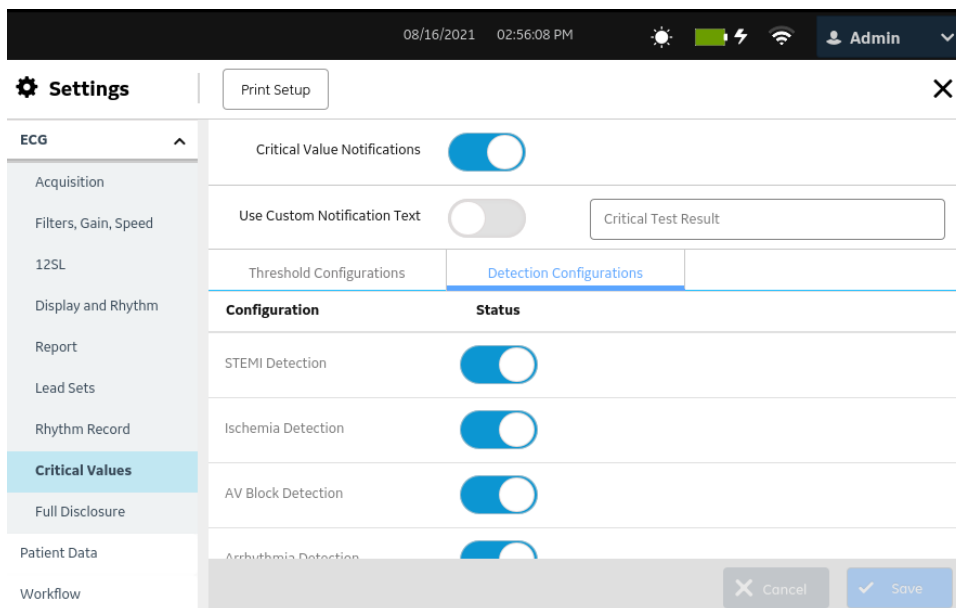 08/16/2021 02:56:08 PM Admin
Settings
Print Setup
ECG
Acquisition
Filters, Gain, Speed
12SL
Display and Rhythm
Report
Lead Sets
Rhythm Record
Critical Values
Full Disclosure
Patient Data
Workflow
Critical Value Notifications
Use Custom Notification Text
Critical Test Result
Threshold Configurations Detection Configurations
Configuration Status
STEMI Detection
Ischemia Detection
AV Block Detection
Arrhythmia Detection
Cancel Save